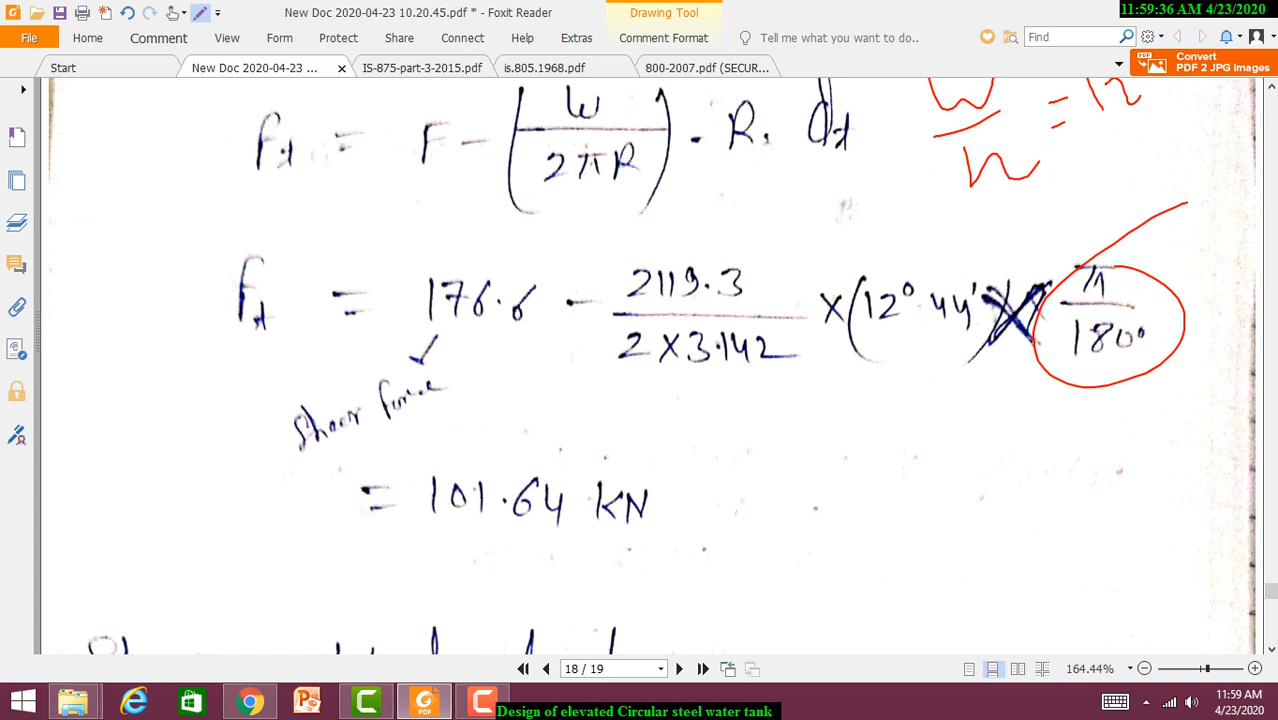 New Doc 2020-04-23 10.20.45.pdf * - Foxit Reader
Drawing Tool
11:59:36 AM 4/23/2020
File Home Comment View Form Protect Share Connect Help Extras Comment Format Tell me what you want to do.. Find
Start New Doc 2020-04-23 ... IS-875-part-3 Wins.pdf IS.805.1968.pdf 800-2007.pdf (SECUR...
Convert
PDF 2 JPG Images
= F - (W / 2πR) . R. W/n = 12
= 176.6 - 2119.3 / 2 X 3.142 X (12°.44') π / 180°
Shear force
= 101.64 KN
18 / 19 164.44%
11:59 AM
4/23/2020
Design of elevated Circular steel water tank